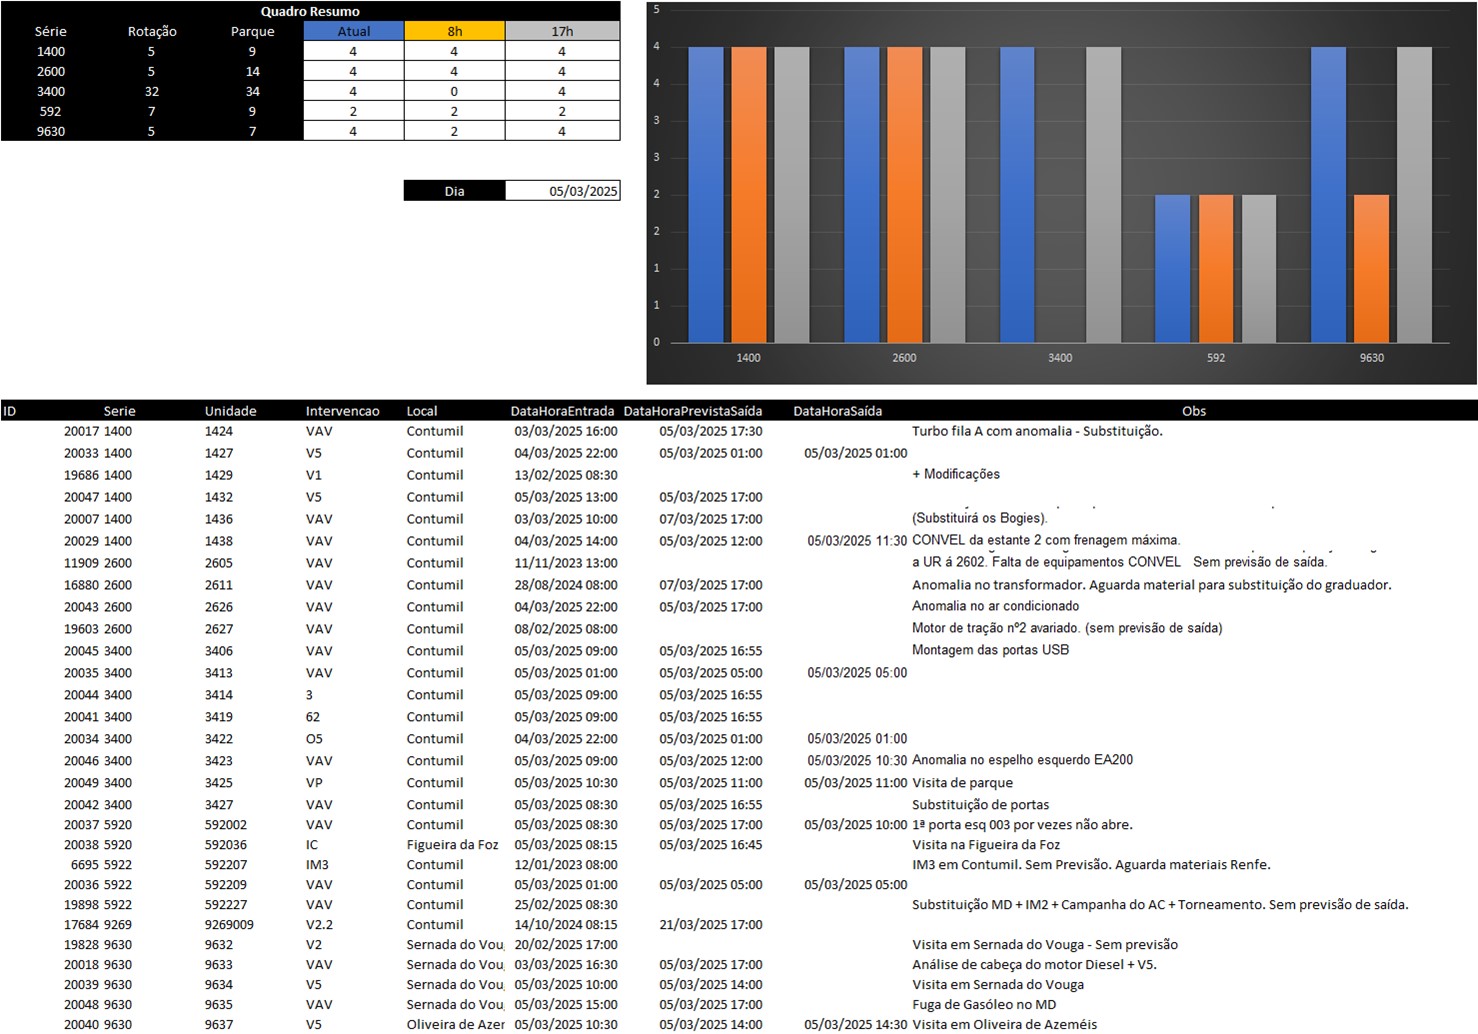 Quadro Resumo
Série Rotação Parque Atual 8h 17h
1400 5 9 4 4 4
2600 5 14 4 4 4
3400 32 34 4 0 4
592 7 9 2 2 2
9630 5 7 4 2 4
Dia 05/03/2025
5
4
4
3
3
2
2
1
1
0
1400 2600 3400 592 9630
ID Serie Unidade Intervencao Local DataHoraEntrada DataHoraPrevistaSaída DataHoraSaída Obs
20017 1400 1424 VAV Contumil 03/03/2025 16:00 05/03/2025 17:30 Turbo fila A com anomalia - Substituição.
20033 1400 1427 V5 Contumil 04/03/2025 22:00 05/03/2025 01:00 05/03/2025 01:00
19686 1400 1429 V1 Contumil 13/02/2025 08:30 + Modificações
20047 1400 1432 V5 Contumil 05/03/2025 13:00 05/03/2025 17:00
20007 1400 1436 VAV Contumil 03/03/2025 10:00 07/03/2025 17:00 (Substituirá os Bogies).
20029 1400 1438 VAV Contumil 04/03/2025 14:00 05/03/2025 12:00 05/03/2025 11:30 CONVEL da estante 2 com frenagem máxima.
11909 2600 2605 VAV Contumil 11/11/2023 13:00 a UR á 2602. Falta de equipamentos CONVEL Sem previsão de saída.
16880 2600 2611 VAV Contumil 28/08/2024 08:00 07/03/2025 17:00 Anomalia no transformador. Aguarda material para substituição do graduador.
20043 2600 2626 VAV Contumil 04/03/2025 22:00 05/03/2025 17:00 Anomalia no ar condicionado
19603 2600 2627 VAV Contumil 08/02/2025 08:00 Motor de tração nº2 avariado. (sem previsão de saída)
20045 3400 3406 VAV Contumil 05/03/2025 09:00 05/03/2025 16:55 Montagem das portas USB
20035 3400 3413 VAV Contumil 05/03/2025 01:00 05/03/2025 05:00 05/03/2025 05:00
20044 3400 3414 3 Contumil 05/03/2025 09:00 05/03/2025 16:55
20041 3400 3419 62 Contumil 05/03/2025 09:00 05/03/2025 16:55
20034 3400 3422 O5 Contumil 04/03/2025 22:00 05/03/2025 01:00 05/03/2025 01:00
20046 3400 3423 VAV Contumil 05/03/2025 09:00 05/03/2025 12:00 05/03/2025 10:30 Anomalia no espelho esquerdo EA200
20049 3400 3425 VP Contumil 05/03/2025 10:30 05/03/2025 11:00 05/03/2025 11:00 Visita de parque
20042 3400 3427 VAV Contumil 05/03/2025 08:30 05/03/2025 16:55 Substituição de portas
20037 5920 592002 VAV Contumil 05/03/2025 08:30 05/03/2025 17:00 05/03/2025 10:00 1ª porta esq 003 por vezes não abre.
20038 5920 592036 IC Figueira da Foz 05/03/2025 08:15 05/03/2025 16:45 Visita na Figueira da Foz
6695 5922 592207 IM3 Contumil 12/01/2023 08:00 IM3 em Contumil. Sem Previsão. Aguarda materiais Renfe.
20036 5922 592209 VAV Contumil 05/03/2025 01:00 05/03/2025 05:00 05/03/2025 05:00
19898 5922 592227 VAV Contumil 25/02/2025 08:30 Substituição MD + IM2 + Campanha do AC + Torneamento. Sem previsão de saída.
17684 9269 9269009 V2.2 Contumil 14/10/2024 08:15 21/03/2025 17:00
19828 9630 9632 V2 Sernada do Vou 20/02/2025 17:00 Visita em Sernada do Vouga - Sem previsão
20018 9630 9633 VAV Sernada do Vou 03/03/2025 16:30 05/03/2025 17:00 Análise de cabeça do motor Diesel + V5.
20039 9630 9634 V5 Sernada do Vou 05/03/2025 10:00 05/03/2025 14:00 Visita em Sernada do Vouga
20048 9630 9635 VAV Sernada do Vou 05/03/2025 15:00 05/03/2025 17:00 Fuga de Gasóleo no MD
20040 9630 9637 V5 Oliveira de Azer 05/03/2025 10:30 05/03/2025 14:00 05/03/2025 14:30 Visita em Oliveira de Azeméis